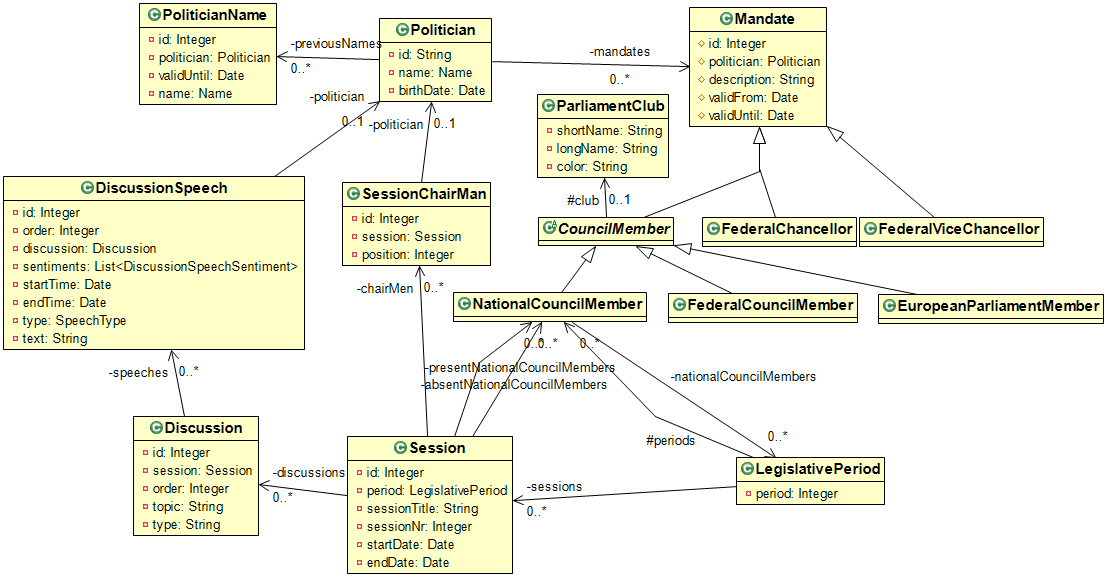 PoliticianName
id: Integer
politician: Politician
validUntil: Date
name: Name
-previousNames
0..*
Politician
id: String
name: Name
birthDate: Date
-mandates
0..*
Mandate
id: Integer
politician: Politician
description: String
validFrom: Date
validUntil: Date
-politician
0..1
-politician
0..1
ParliamentClub
shortName: String
longName: String
color: String
#club
0..1
DiscussionSpeech
id: Integer
order: Integer
discussion: Discussion
sentiments: List<DiscussionSpeechSentiment>
startTime: Date
endTime: Date
type: SpeechType
text: String
SessionChairMan
id: Integer
session: Session
position: Integer
CouncilMember
FederalChancellor
FederalViceChancellor
-chairMen
0..*
NationalCouncilMember
FederalCouncilMember
EuropeanParliamentMember
0..*
0..*
0..*
-presentNationalCouncilMembers
-absentNationalCouncilMembers
-nationalCouncilMembers
0..*
#periods
-speeches
0..*
Discussion
id: Integer
session: Session
order: Integer
topic: String
type: String
-discussions
0..*
Session
id: Integer
period: LegislativePeriod
sessionTitle: String
sessionNr: Integer
startDate: Date
endDate: Date
-sessions
0..*
LegislativePeriod
period: Integer